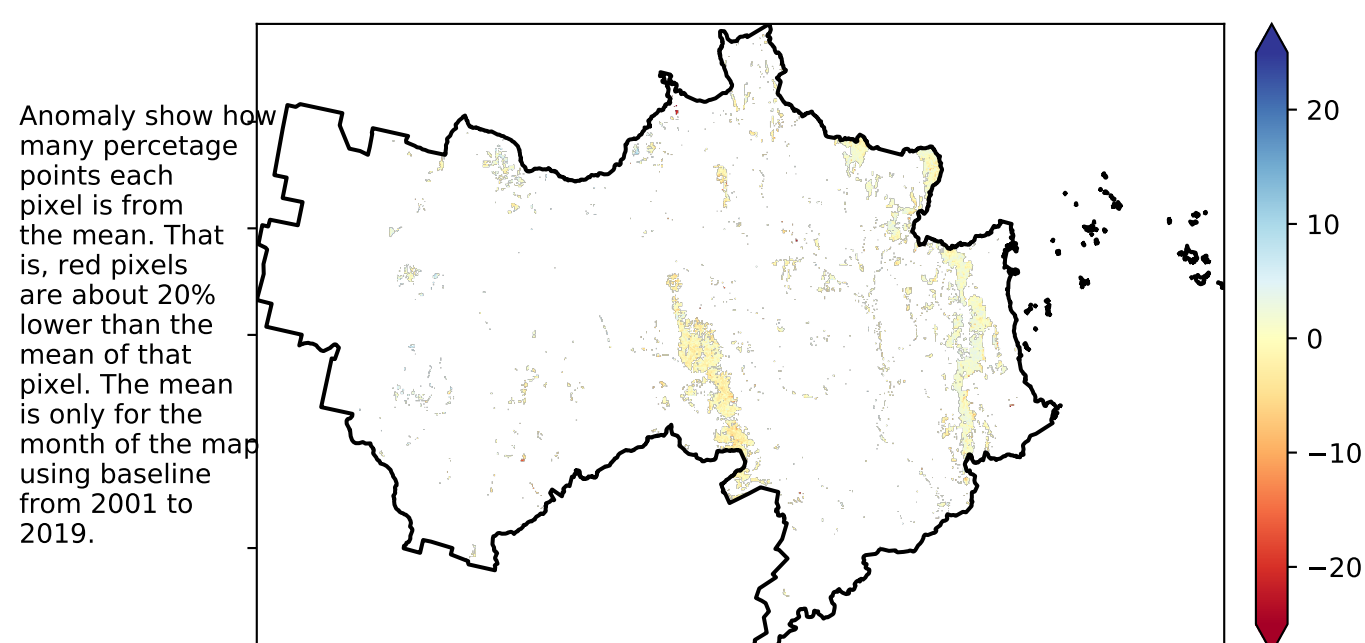 Anomaly show how
many percetage
points each
pixel is from
the mean. That
is, red pixels
are about 20%
lower than the
mean of that
pixel. The mean
is only for the
month of the map
using baseline
from 2001 to
2019.
20
10
0
−10
−20